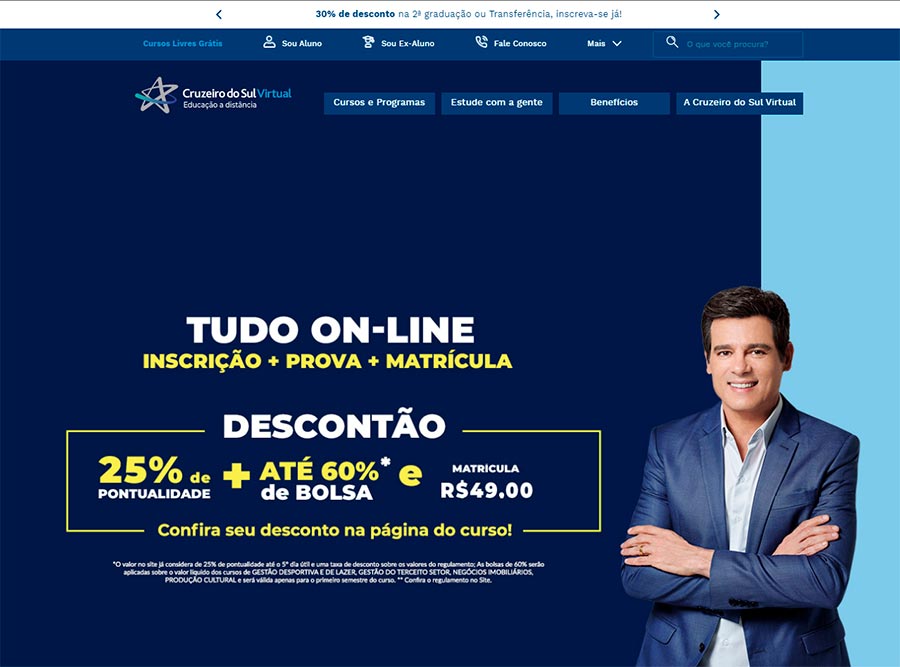 30% de desconto na 2ª graduação ou Transferência, inscreva-se já!
Cursos Livres Grátis
Sou Aluno
Sou Ex-Aluno
Fale Conosco
Mais
O que você procura?
Cruzeiro do Sul Virtual
Educação a distância
Cursos e Programas
Estude com a gente
Benefícios
A Cruzeiro do Sul Virtual
TUDO ON-LINE
INSCRIÇÃO + PROVA + MATRÍCULA
DESCONTÃO
25% de
PONTUALIDADE
+
ATÉ 60%*
de BOLSA
e
MATRICULA
R$49.00
Confira seu desconto na página do curso!
*O valor no site já considera de 25% de pontualidade até o 5º dia útil e uma taxa de desconto sobre os valores do regulamento; As bolsas de 60% serão
aplicadas sobre o valor líquido dos cursos de GESTÃO DESPORTIVA E DE LAZER, GESTÃO DO TERCEITO SETOR, NEGÓCIOS IMOBILIÁRIOS,
PRODUÇÃO CULTURAL e será válida apenas para o primeiro semestre do curso. ** Confira o regulamento no Site.